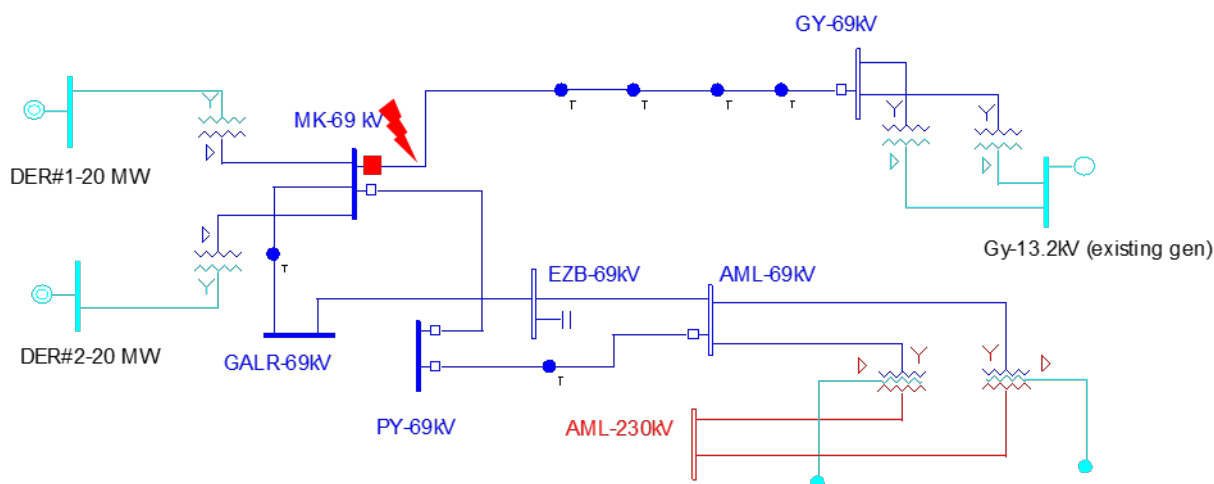 GY-69kV
T
T
T
T
MK-69 kV
DER#1-20 MW
Gy-13.2kV (existing gen)
T
EZB-69kV
AML-69kV
DER#2-20 MW
GALR-69kV
T
PY-69kV
AML-230kV